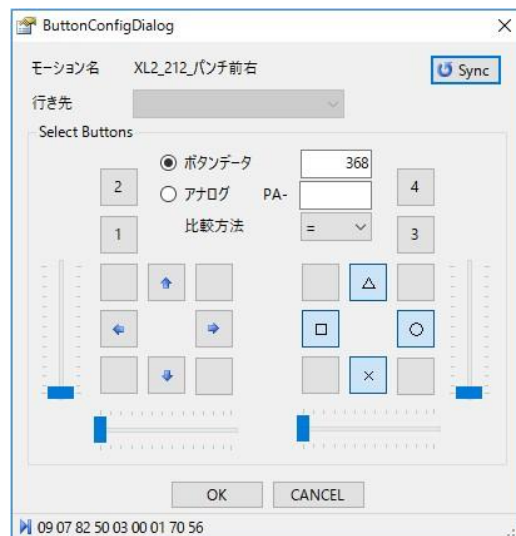 ButtonConfigDialog
モーション名 XL2_212_パンチ前右
Sync
行き先
Select Buttons
ボタンデータ 368
アナログ PA-
比較方法 =
2
1
4
3
△
□ ○
×
OK CANCEL
09 07 82 50 03 00 01 70 56